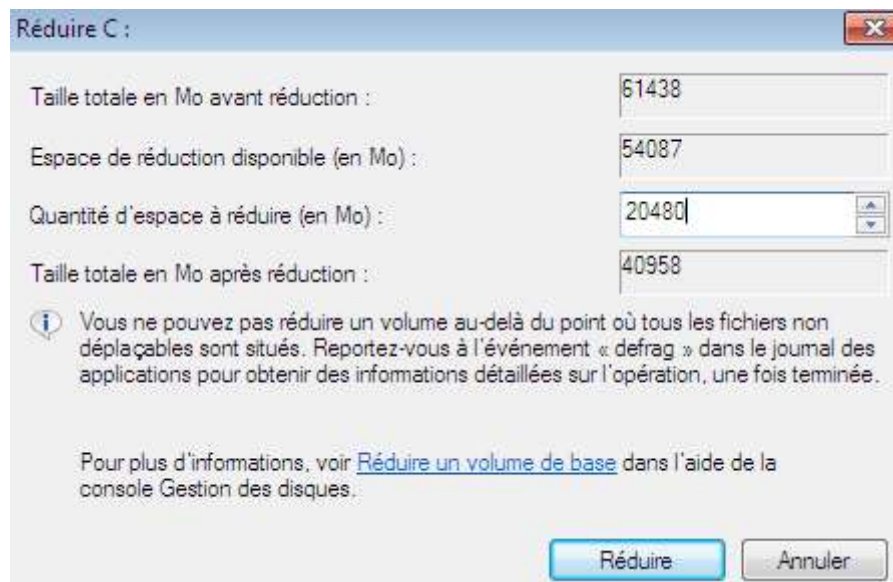 Réduire C :
Taille totale en Mo avant réduction : 61438
Espace de réduction disponible (en Mo) : 54087
Quantité d'espace à réduire (en Mo) : 20480
Taille totale en Mo après réduction : 40958
Vous ne pouvez pas réduire un volume au-delà du point où tous les fichiers non
déplaçables sont situés. Reportez-vous à l'événement « defrag » dans le journal des
applications pour obtenir des informations détaillées sur l'opération, une fois terminée.
Pour plus d'informations, voir Réduire un volume de base dans l'aide de la
console Gestion des disques.
Réduire Annuler